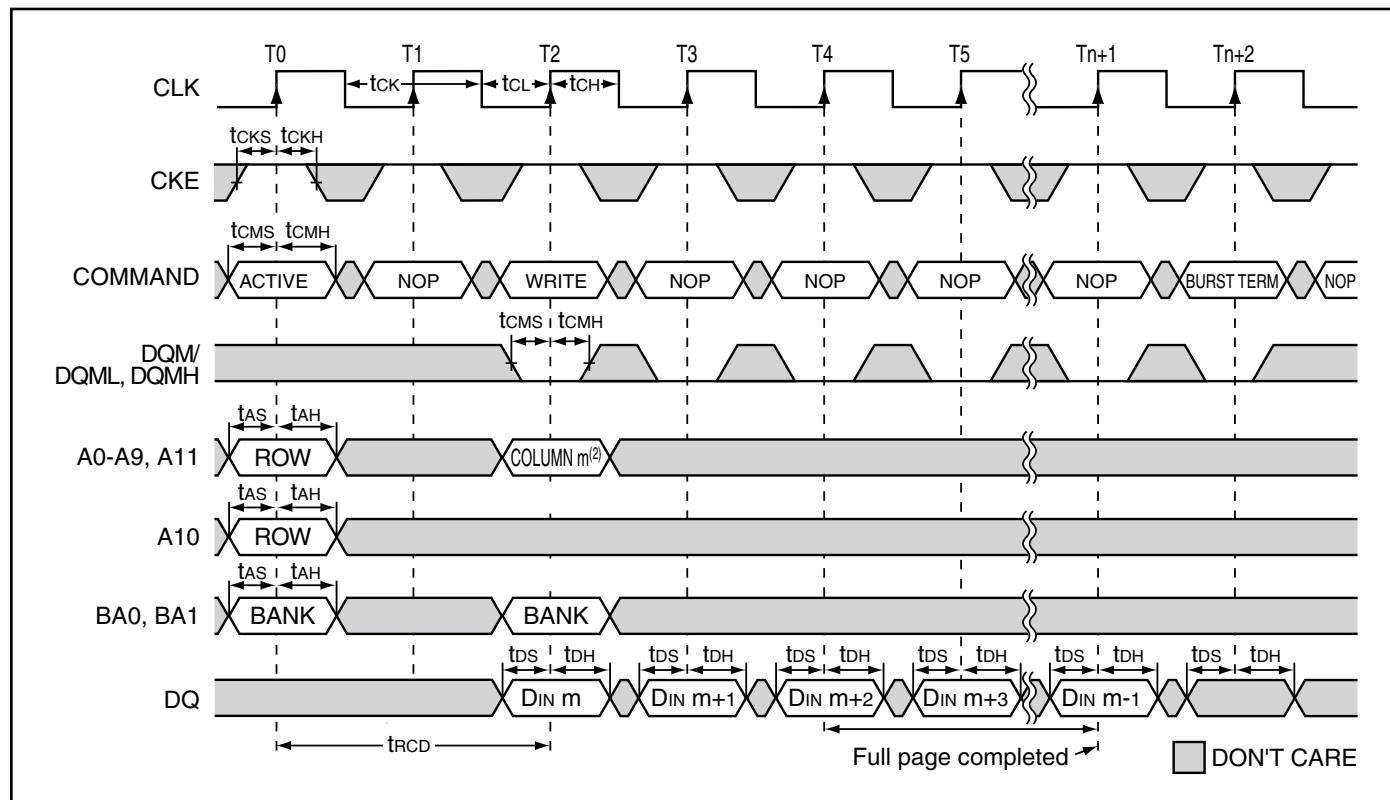 T0 T1 T2 T3 T4 T5 Tn+1 Tn+2
CLK tCK tCL tCH
tCKS tCKH
CKE
tCMS tCMH
COMMAND ACTIVE NOP WRITE NOP NOP NOP NOP BURST TERM NOP
tCMS tCMH
DQM/
DQML, DQMH
tAS tAH
A0-A9, A11 ROW COLUMN m(2)
tAS tAH
A10 ROW
tAS tAH
BA0, BA1 BANK BANK
tDS tDH tDS tDH tDS tDH tDS tDH tDS tDH tDS tDH
DQ DIN m DIN m+1 DIN m+2 DIN m+3 DIN m-1
tRCD
Full page completed
DON'T CARE